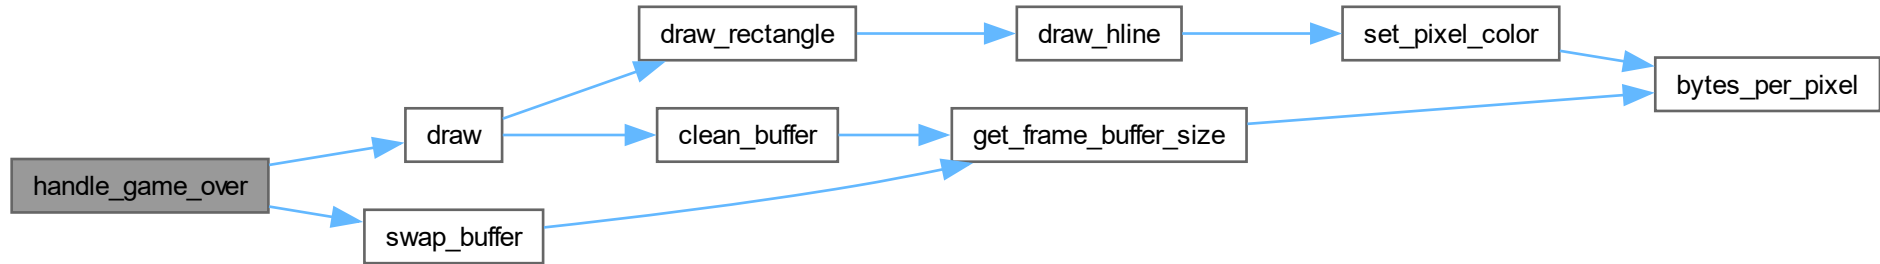 handle_game_over
draw
swap_buffer
draw_rectangle
clean_buffer
draw_hline
get_frame_buffer_size
set_pixel_color
bytes_per_pixel